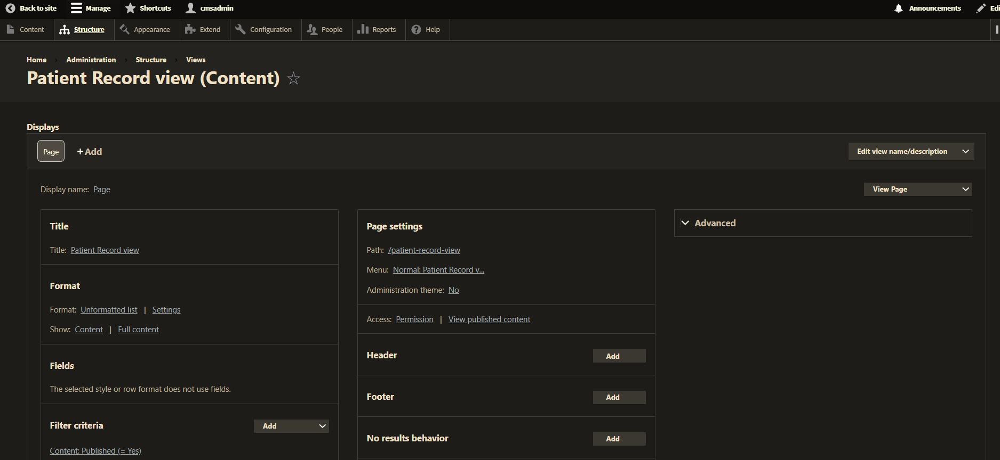 Back to site Manage Shortcuts cmsadmin Announcements Edi
Content Structure Appearance Extend Configuration People Reports Help
Home › Administration › Structure › Views
Patient Record view (Content)
Displays
Page +Add Edit view name/description
Display name: Page View Page
Title
Title: Patient Record view
Format
Format: Unformatted list | Settings
Show: Content | Full content
Fields
The selected style or row format does not use fields.
Filter criteria Add
Content: Published (= Yes)
Page settings
Path: /patient-record-view
Menu: Normal: Patient Record v...
Administration theme: No
Access: Permission | View published content
Header Add
Footer Add
No results behavior Add
Advanced